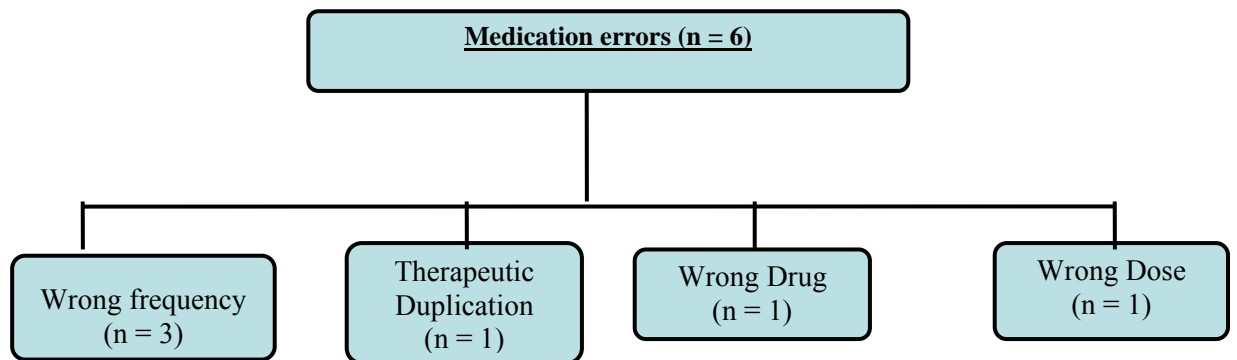 Medication errors (n = 6)
Wrong frequency
(n = 3)
Therapeutic
Duplication
(n = 1)
Wrong Drug
(n = 1)
Wrong Dose
(n = 1)